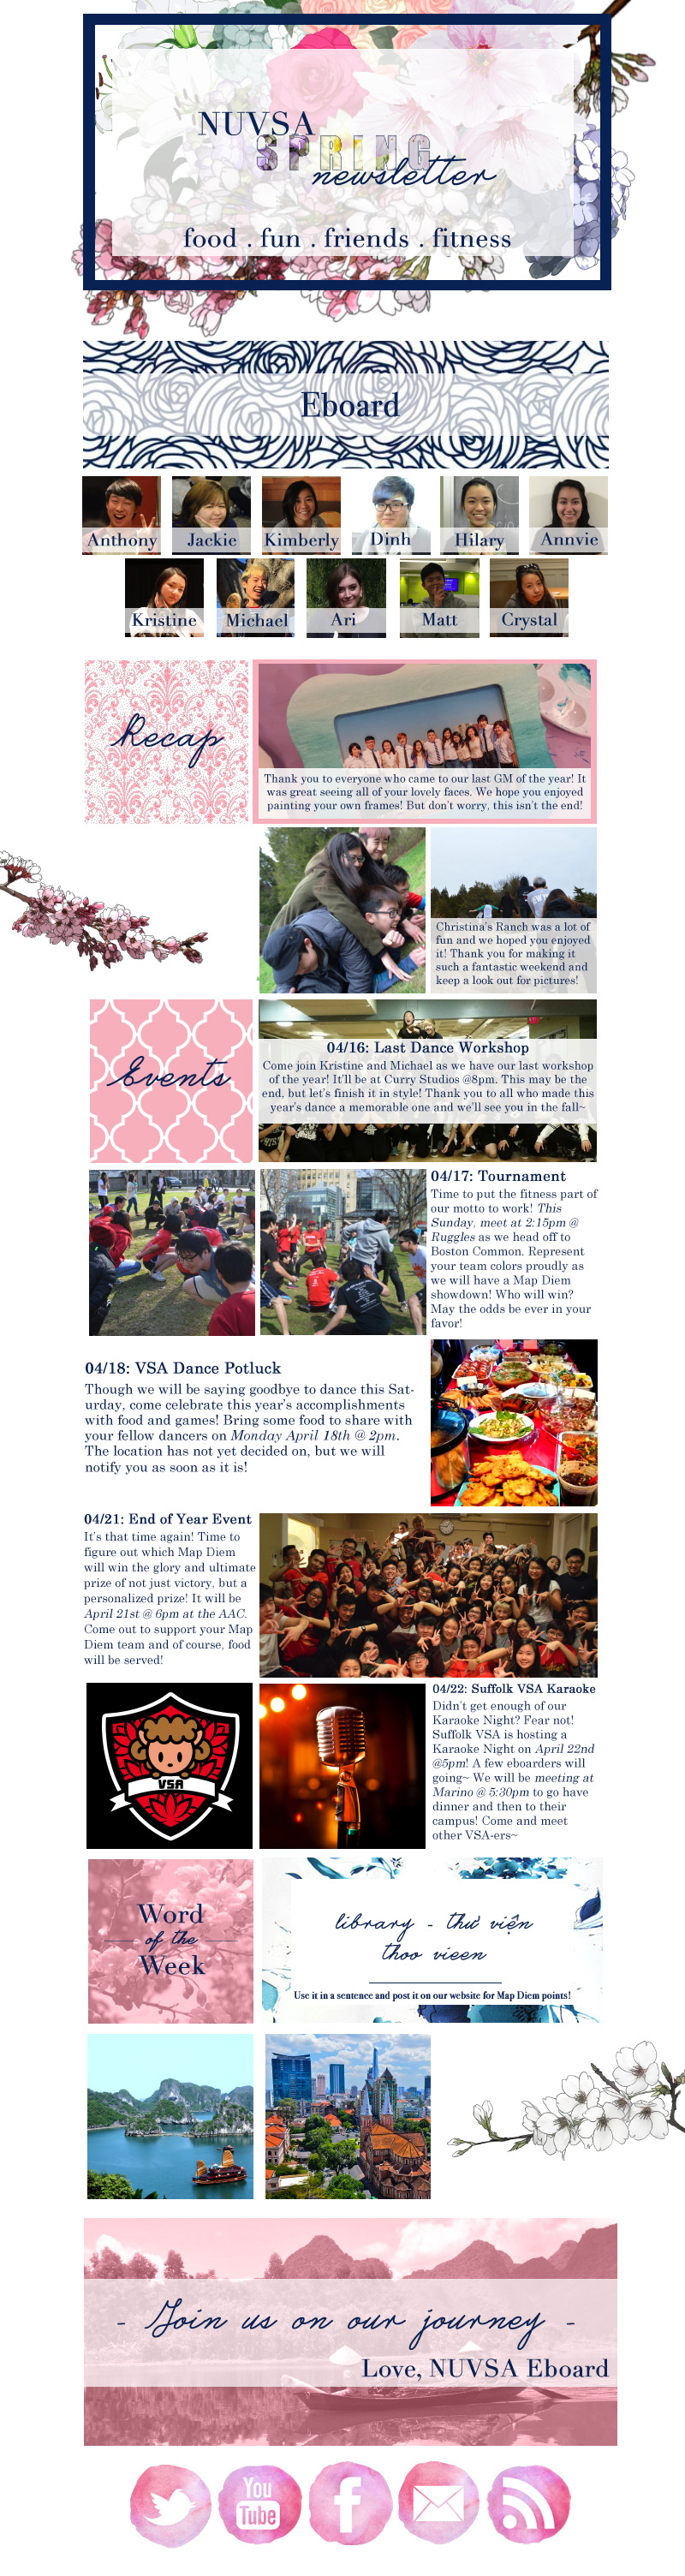 NUVSA
SPRING
newsletter
food . fun . friends . fitness
Eboard
Anthony
Jackie
Kimberly
Dinh
Hilary
Annvie
Kristine
Michael
Ari
Matt
Crystal
Recap
Thank you to everyone who came to our last GM of the year! It
was great seeing all of your lovely faces. We hope you enjoyed
painting your own frames! But don't worry, this isn't the end!
Christina's Ranch was a lot of
fun and we hoped you enjoyed
it! Thank you for making it
such a fantastic weekend and
keep a look out for pictures!
Events
04/16: Last Dance Workshop
Come join Kristine and Michael as we have our last workshop
of the year! It'll be at Curry Studios @8pm. This may be the
end, but let's finish it in style! Thank you to all who made this
year's dance a memorable one and we'll see you in the fall~
04/17: Tournament
Time to put the fitness part of
our motto to work! This
Sunday, meet at 2:15pm @
Ruggles as we head off to
Boston Common. Represent
your team colors proudly as
we will have a Map Diem
showdown! Who will win?
May the odds be ever in your
favor!
04/18: VSA Dance Potluck
Though we will be saying goodbye to dance this Sat-
urday, come celebrate this year's accomplishments
with food and games! Bring some food to share with
your fellow dancers on Monday April 18th @ 2pm.
The location has not yet decided on, but we will
notify you as soon as it is!
04/21: End of Year Event
It's that time again! Time to
figure out which Map Diem
will win the glory and ultimate
prize of not just victory, but a
personalized prize! It will be
April 21st @ 6pm at the AAC.
Come out to support your Map
Diem team and of course, food
will be served!
VSA
04/22: Suffolk VSA Karaoke
Didn't get enough of our
Karaoke Night? Fear not!
Suffolk VSA is hosting a
Karaoke Night on April 22nd
@5pm! A few eboarders will
going~ We will be meeting at
Marino @ 5:30pm to go have
dinner and then to their
campus! Come and meet
other VSA-ers~
Word
of the
Week
library - thư viện
thoo vieen
Use it in a sentence and post it on our website for Map Diem points!
- Join us on our journey -
Love, NUVSA Eboard
You
Tube